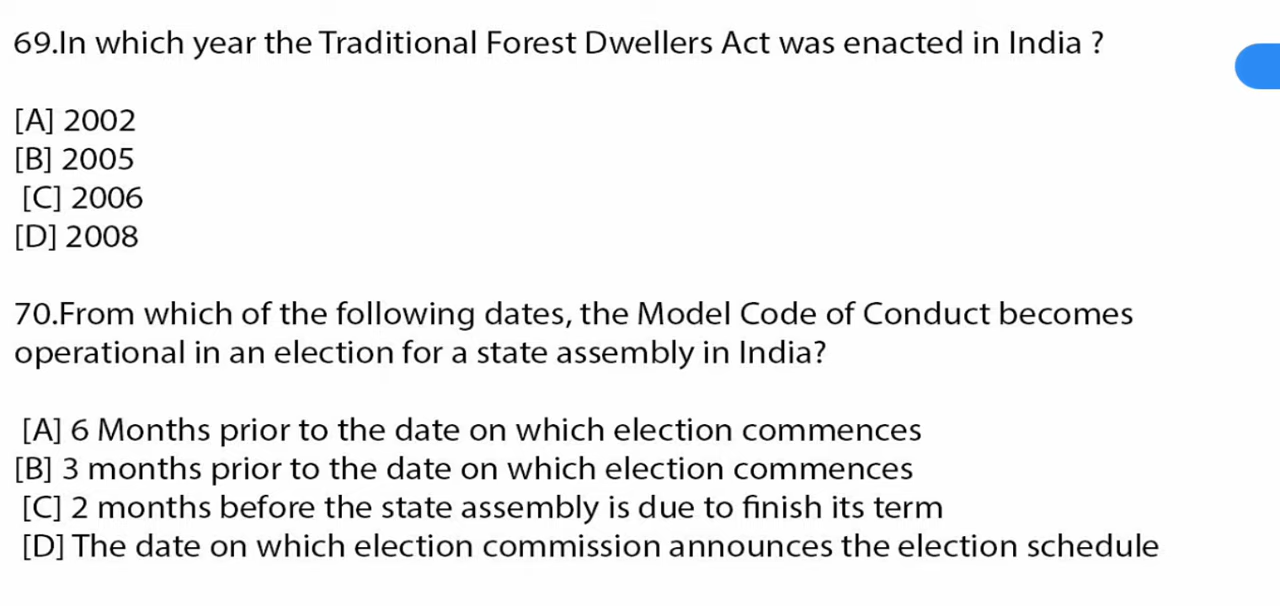 69.In which year the Traditional Forest Dwellers Act was enacted in India ?
[A] 2002
[B] 2005
[C] 2006
[D] 2008
70.From which of the following dates, the Model Code of Conduct becomes
operational in an election for a state assembly in India?
[A] 6 Months prior to the date on which election commences
[B] 3 months prior to the date on which election commences
[C] 2 months before the state assembly is due to finish its term
[D] The date on which election commission announces the election schedule